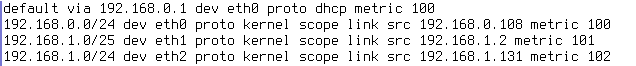 default via 192.168.0.1 dev eth0 proto dhcp metric 100
192.168.0.0/24 dev eth0 proto kernel scope link src 192.168.0.108 metric 100
192.168.1.0/25 dev eth1 proto kernel scope link src 192.168.1.2 metric 101
192.168.1.0/24 dev eth2 proto kernel scope link src 192.168.1.131 metric 102